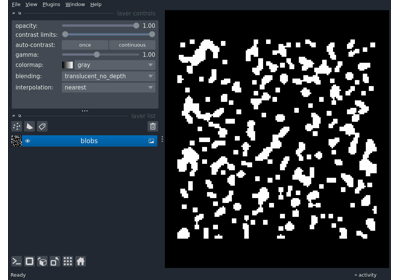 File View Plugins Window Help
layer controls
opacity: 1.00
contrast limits:
auto-contrast: once continuous
gamma: 1.00
colormap: gray
blending: translucent_no_depth
interpolation: nearest
layer list
blobs
Ready activity